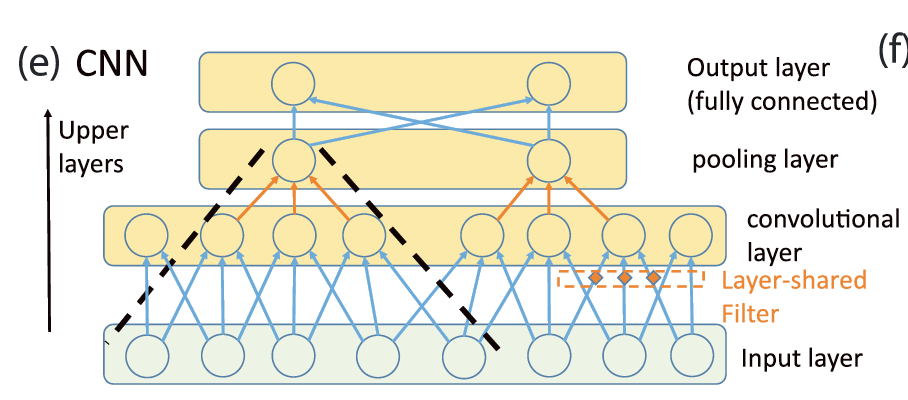 (e) CNN
(f)
Output layer
(fully connected)
Upper
layers
pooling layer
convolutional
layer
Layer-shared
Filter
Input layer